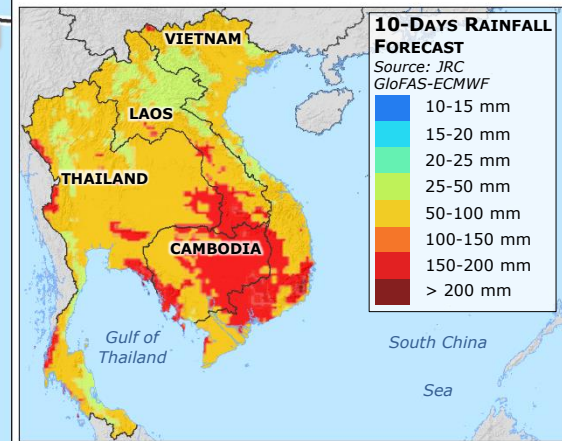 VIETNAM
LAOS
THAILAND
CAMBODIA
Gulf of
Thailand
South China
Sea
10-DAYS RAINFALL
FORECAST
Source: JRC
GloFAS-ECMWF
10-15 mm
15-20 mm
20-25 mm
25-50 mm
50-100 mm
100-150 mm
150-200 mm
> 200 mm